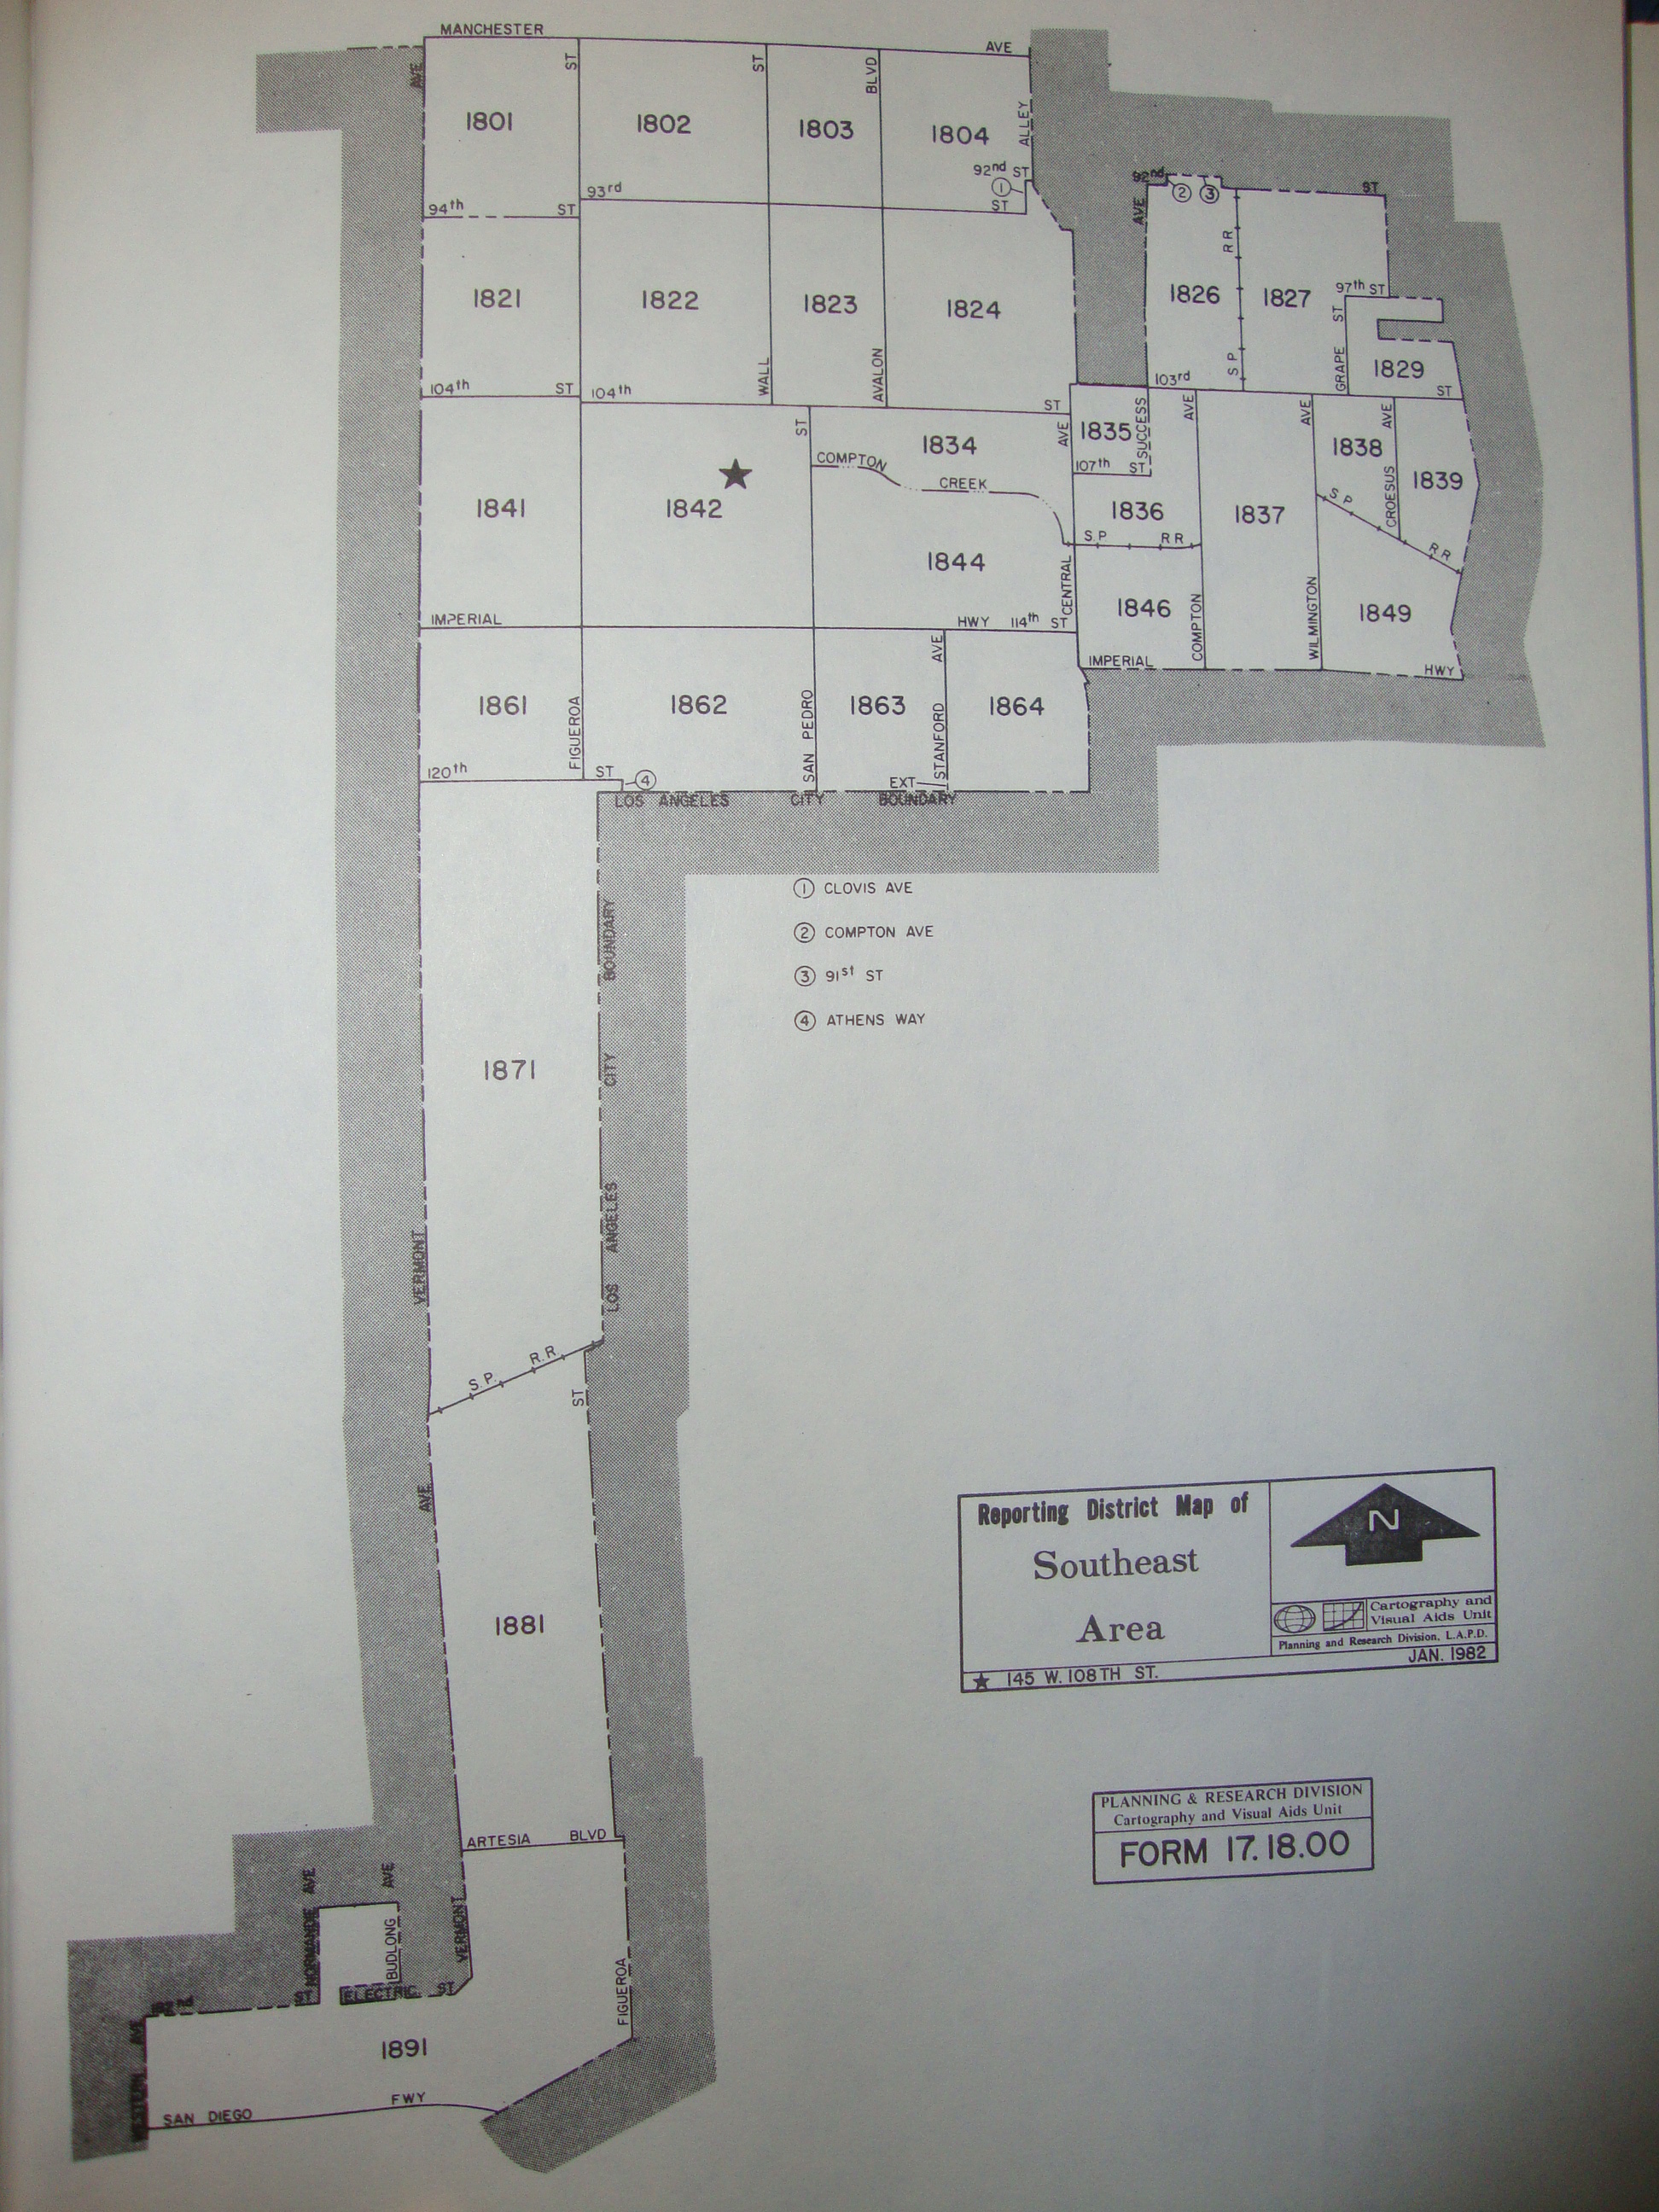 MANCHESTER AVE
AVE
ST
ST
BLVD
ALLEY
1801
1802
1803
1804
92nd ST
①
93rd ST
94th ST
92nd ST
② ③
AVE
R R
S P
1821
1822
1823
1824
1826
1827
97th ST
GRAPE ST
1829
WALL
AVALON
104th ST
104th ST
103rd ST
ST
AVE
SUCCESS
AVE
AVE
AVE
1834
1835
COMPTON
CREEK
107th ST
1838
1839
CROESUS
S P
R R
1841
1842
1836
1837
S P R R
1844
CENTRAL
1846
COMPTON
WILMINGTON
1849
IMPERIAL HWY 114th ST
AVE
IMPERIAL HWY
1861
FIGUEROA
1862
SAN PEDRO
1863
STANFORD
1864
120th ST
④
EXT
LOS ANGELES CITY BOUNDARY
① CLOVIS AVE
② COMPTON AVE
③ 91st ST
④ ATHENS WAY
LOS ANGELES CITY BOUNDARY
1871
VERMONT AVE
S.P. R.R.
ST
1881
Reporting District Map of
Southeast
Area
N
Cartography and
Visual Aids Unit
Planning and Research Division, L.A.P.D.
JAN. 1982
★ 145 W. 108TH ST.
PLANNING & RESEARCH DIVISION
Cartography and Visual Aids Unit
FORM 17.18.00
ARTESIA BLVD
NORMANDIE AVE
BUDLONG AVE
VERMONT
FIGUEROA
182nd ST
ELECTRIC ST
WESTERN AVE
1891
SAN DIEGO FWY